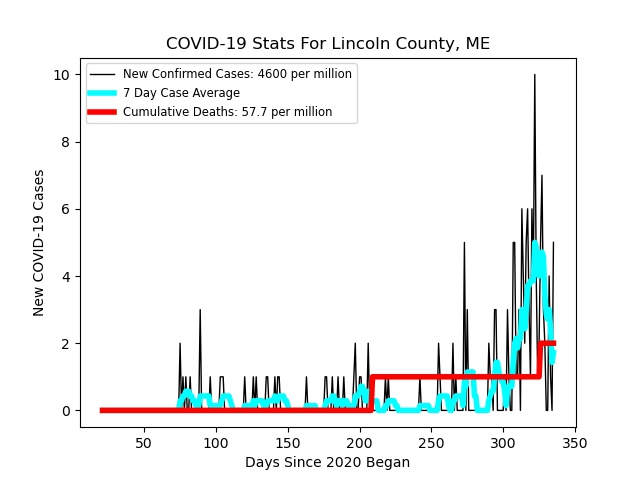 COVID-19 Stats For Lincoln County, ME
New Confirmed Cases: 4600 per million
7 Day Case Average
Cumulative Deaths: 57.7 per million
New COVID-19 Cases
10
8
6
4
2
0
50 100 150 200 250 300 350
Days Since 2020 Began